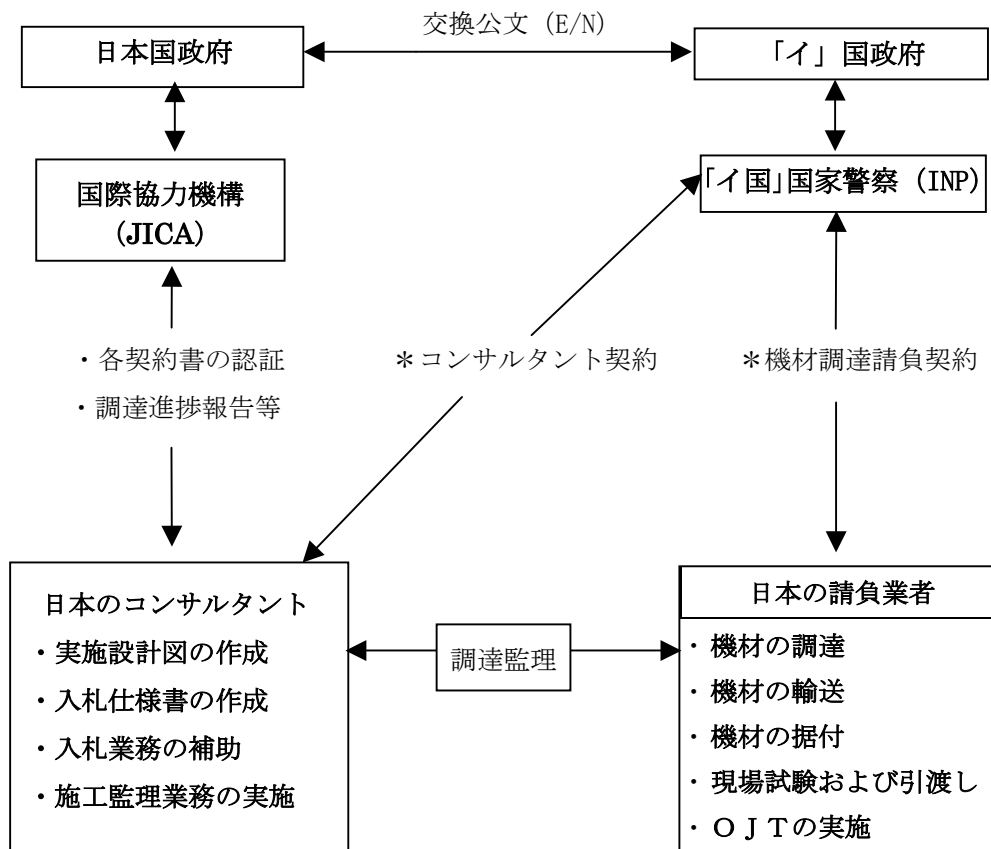 交換公文 (E/N)
日本国政府
「イ」国政府
国際協力機構
(JICA)
「イ国」国家警察 (INP)
・各契約書の認証
・調達進捗報告等
＊コンサルタント契約
＊機材調達請負契約
日本のコンサルタント
・実施設計図の作成
・入札仕様書の作成
・入札業務の補助
・施工監理業務の実施
調達監理
日本の請負業者
・機材の調達
・機材の輸送
・機材の据付
・現場試験および引渡し
・ＯＪＴの実施